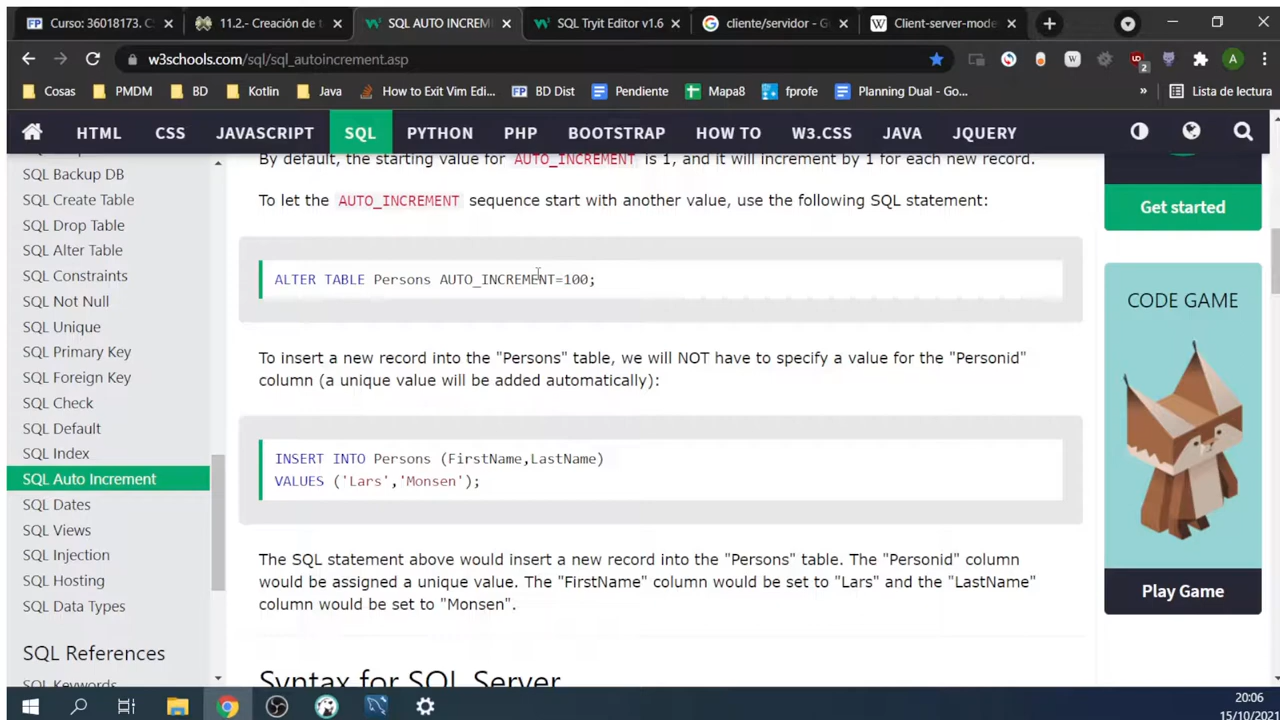 Curso: 36018173. C
11.2.- Creación de t
SQL AUTO INCREM
SQL Tryit Editor v1.6
cliente/servidor - G
Client-server-mode
w3schools.com/sql/sql_autoincrement.asp
2
A
Cosas
PMDM
BD
Kotlin
Java
How to Exit Vim Edi...
BD Dist
Pendiente
Mapa8
fprofe
Planning Dual - Go...
»
Lista de lectura
HTML
CSS
JAVASCRIPT
SQL
PYTHON
PHP
BOOTSTRAP
HOW TO
W3.CSS
JAVA
JQUERY
SQL Backup DB
SQL Create Table
SQL Drop Table
SQL Alter Table
SQL Constraints
SQL Not Null
SQL Unique
SQL Primary Key
SQL Foreign Key
SQL Check
SQL Default
SQL Index
SQL Auto Increment
SQL Dates
SQL Views
SQL Injection
SQL Hosting
SQL Data Types
SQL References
SQL Keywords
By default, the starting value for AUTO_INCREMENT is 1, and it will increment by 1 for each new record.
To let the AUTO_INCREMENT sequence start with another value, use the following SQL statement:
ALTER TABLE Persons AUTO_INCREMENT=100;
To insert a new record into the "Persons" table, we will NOT have to specify a value for the "Personid"
column (a unique value will be added automatically):
INSERT INTO Persons (FirstName,LastName)
VALUES ('Lars','Monsen');
The SQL statement above would insert a new record into the "Persons" table. The "Personid" column
would be assigned a unique value. The "FirstName" column would be set to "Lars" and the "LastName"
column would be set to "Monsen".
Syntax for SQL Server
Get started
CODE GAME
Play Game
20:06
15/10/2021